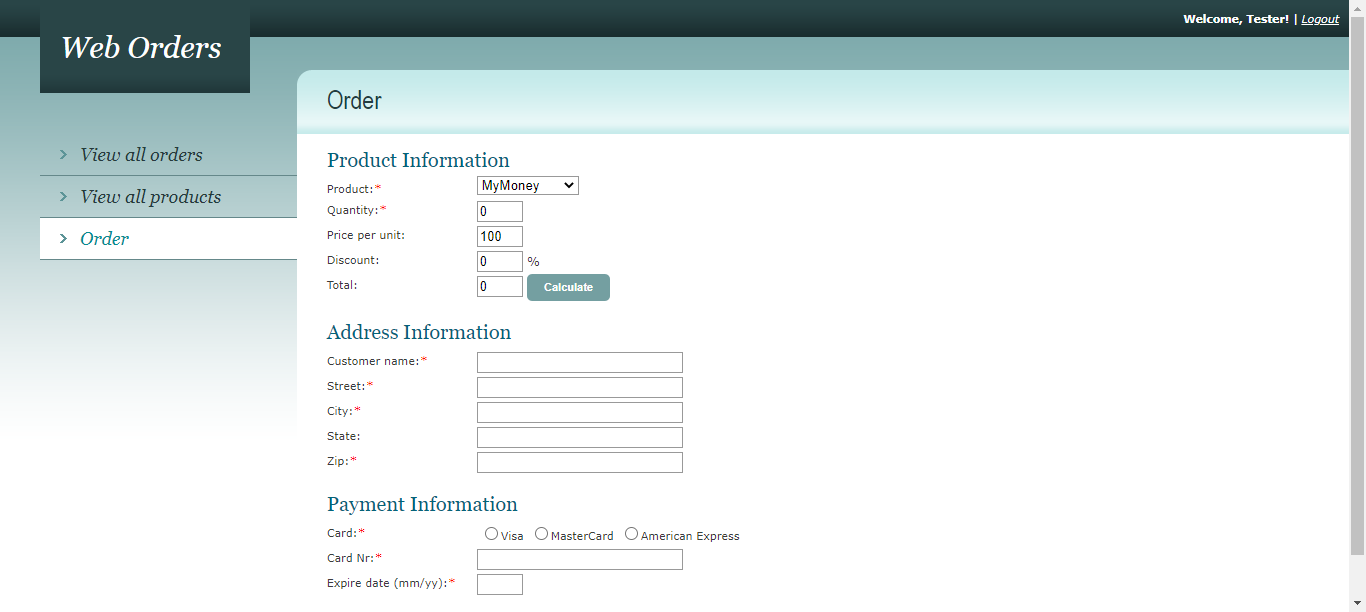 Welcome, Tester! | Logout
Web Orders
View all orders
View all products
Order
Order
Product Information
Product:* MyMoney
Quantity:* 0
Price per unit: 100
Discount: 0 %
Total: 0 Calculate
Address Information
Customer name:*
Street:*
City:*
State:
Zip:*
Payment Information
Card:* Visa MasterCard American Express
Card Nr:*
Expire date (mm/yy):*